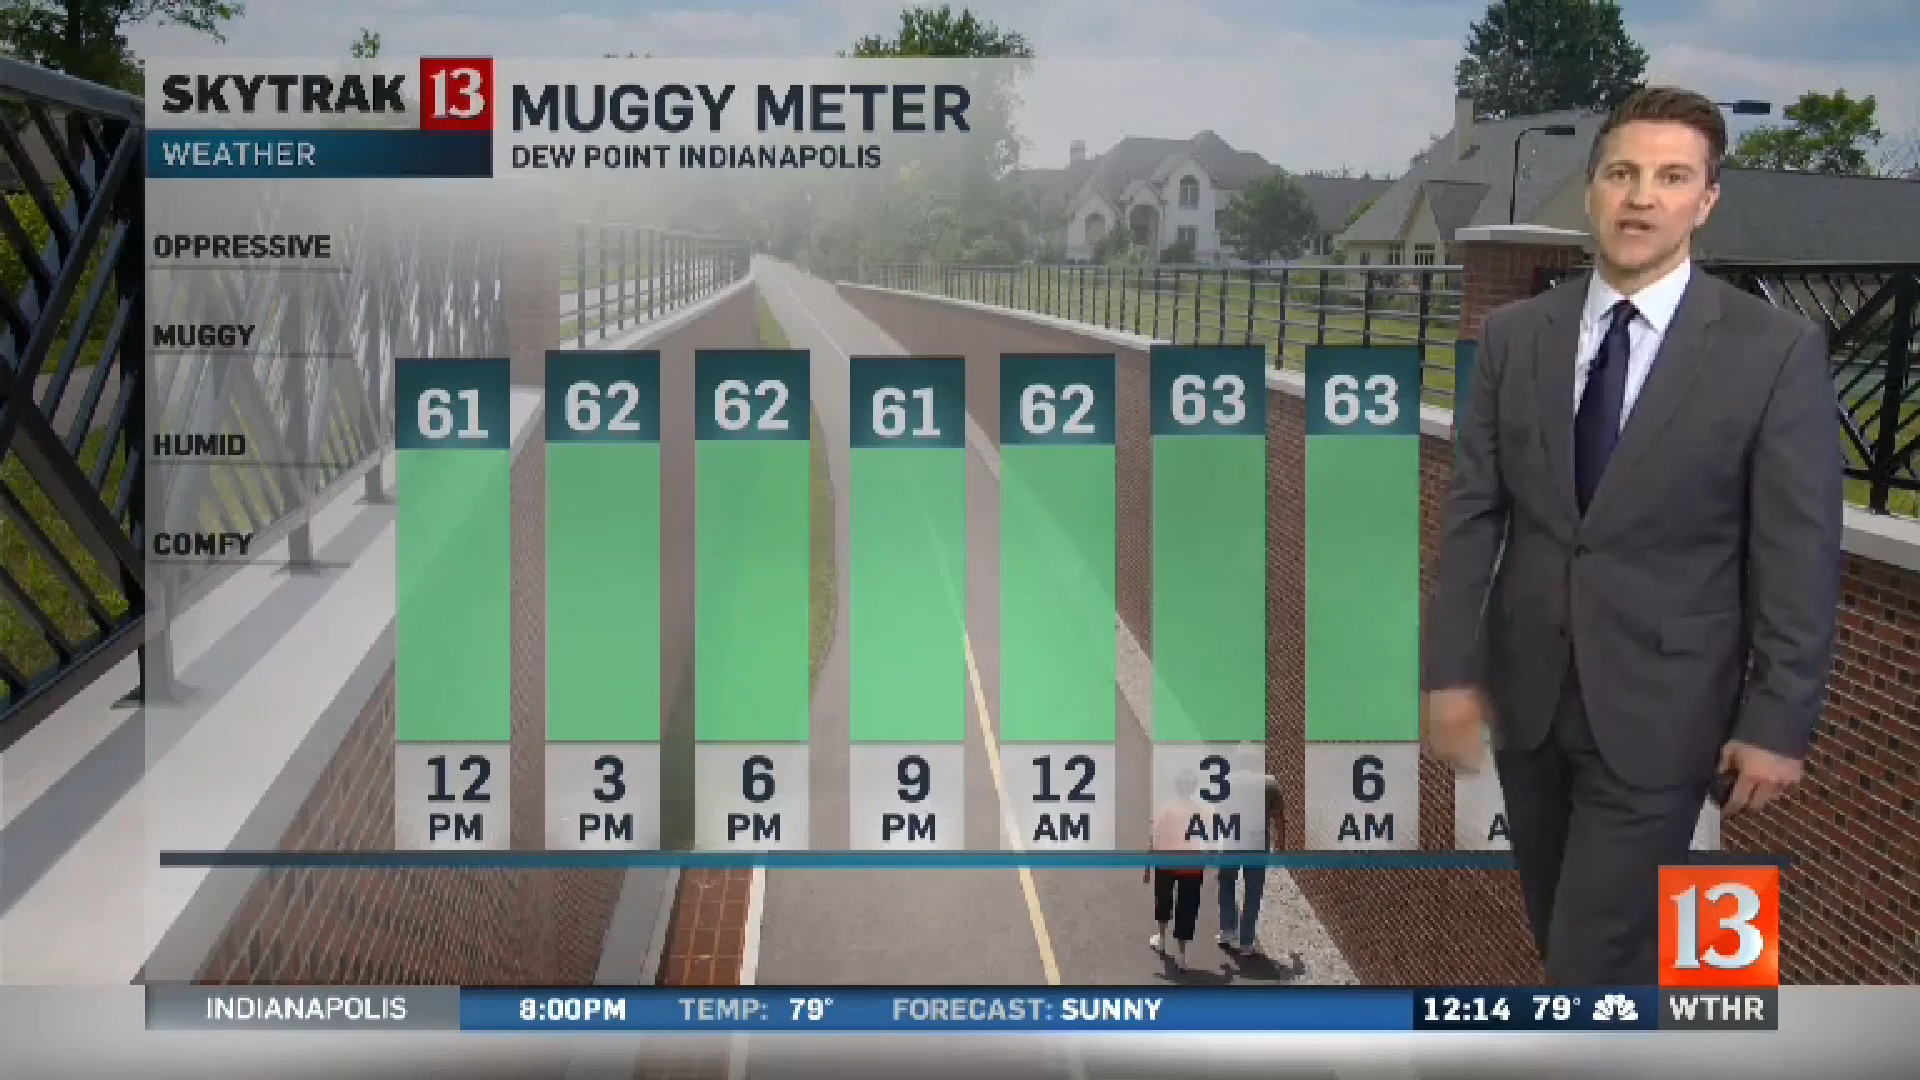 SKYTRAK 13
WEATHER
MUGGY METER
DEW POINT INDIANAPOLIS
OPPRESSIVE
MUGGY
HUMID
COMFY
61 62 62 61 62 63 63
12 3 6 9 12 3 6
PM PM PM PM AM AM AM A
13
WTHR
INDIANAPOLIS 8:00PM TEMP: 79° FORECAST: SUNNY 12:14 79°